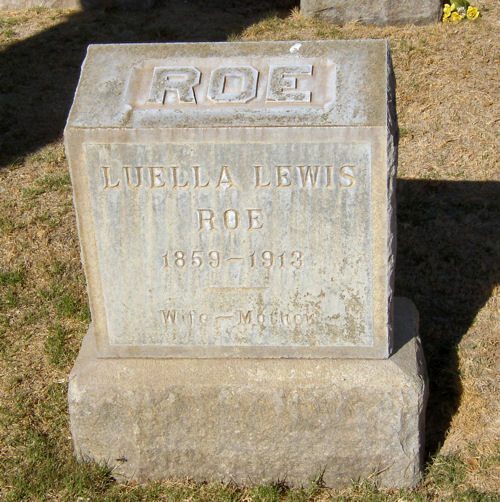 ROE
LUELLA LEWIS
ROE
1859-1913
Wife-Mother